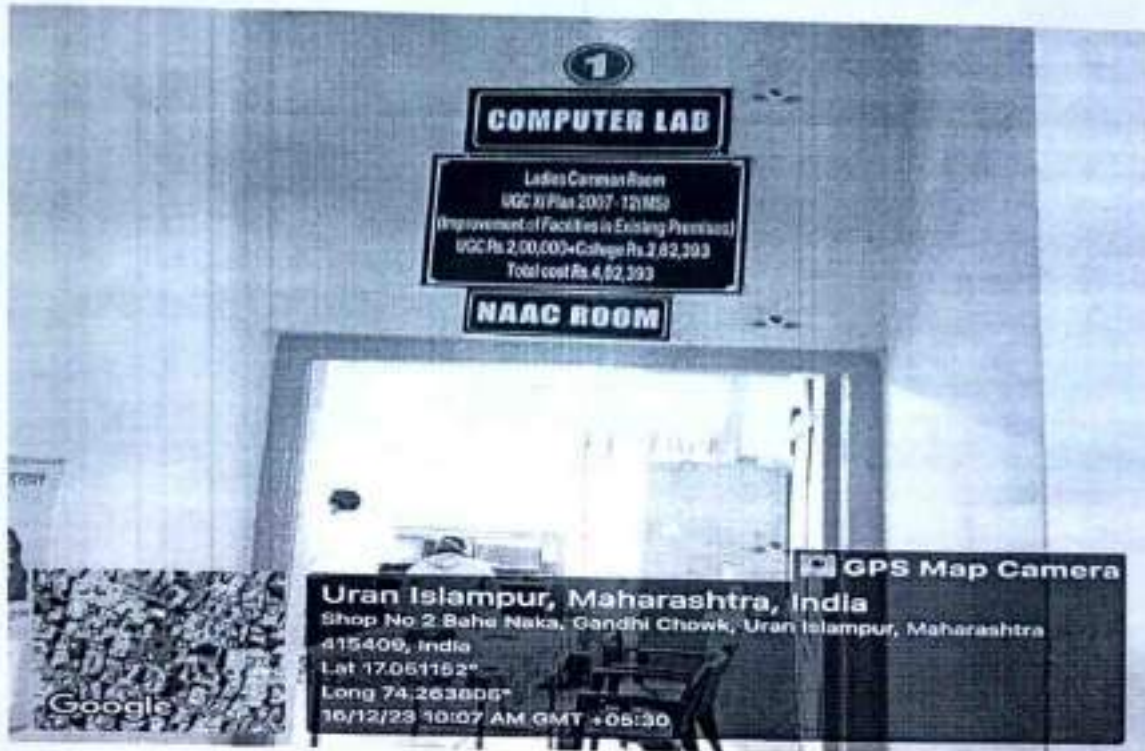 1
COMPUTER LAB
Ladies Common Room
UGC XI Plan 2007-12(MS)
(Improvement of Facilities in Existing Premises)
UGC Rs. 2,00,000+College Rs.2,62,393
Total cost Rs.4,62,393
NAAC ROOM
GPS Map Camera
Uran Islampur, Maharashtra, India
Shop No 2 Bahe Naka, Gandhi Chowk, Uran Islampur, Maharashtra
415409, India
Lat 17.051152°
Long 74.263805°
16/12/23 10:07 AM GMT +05:30
Google